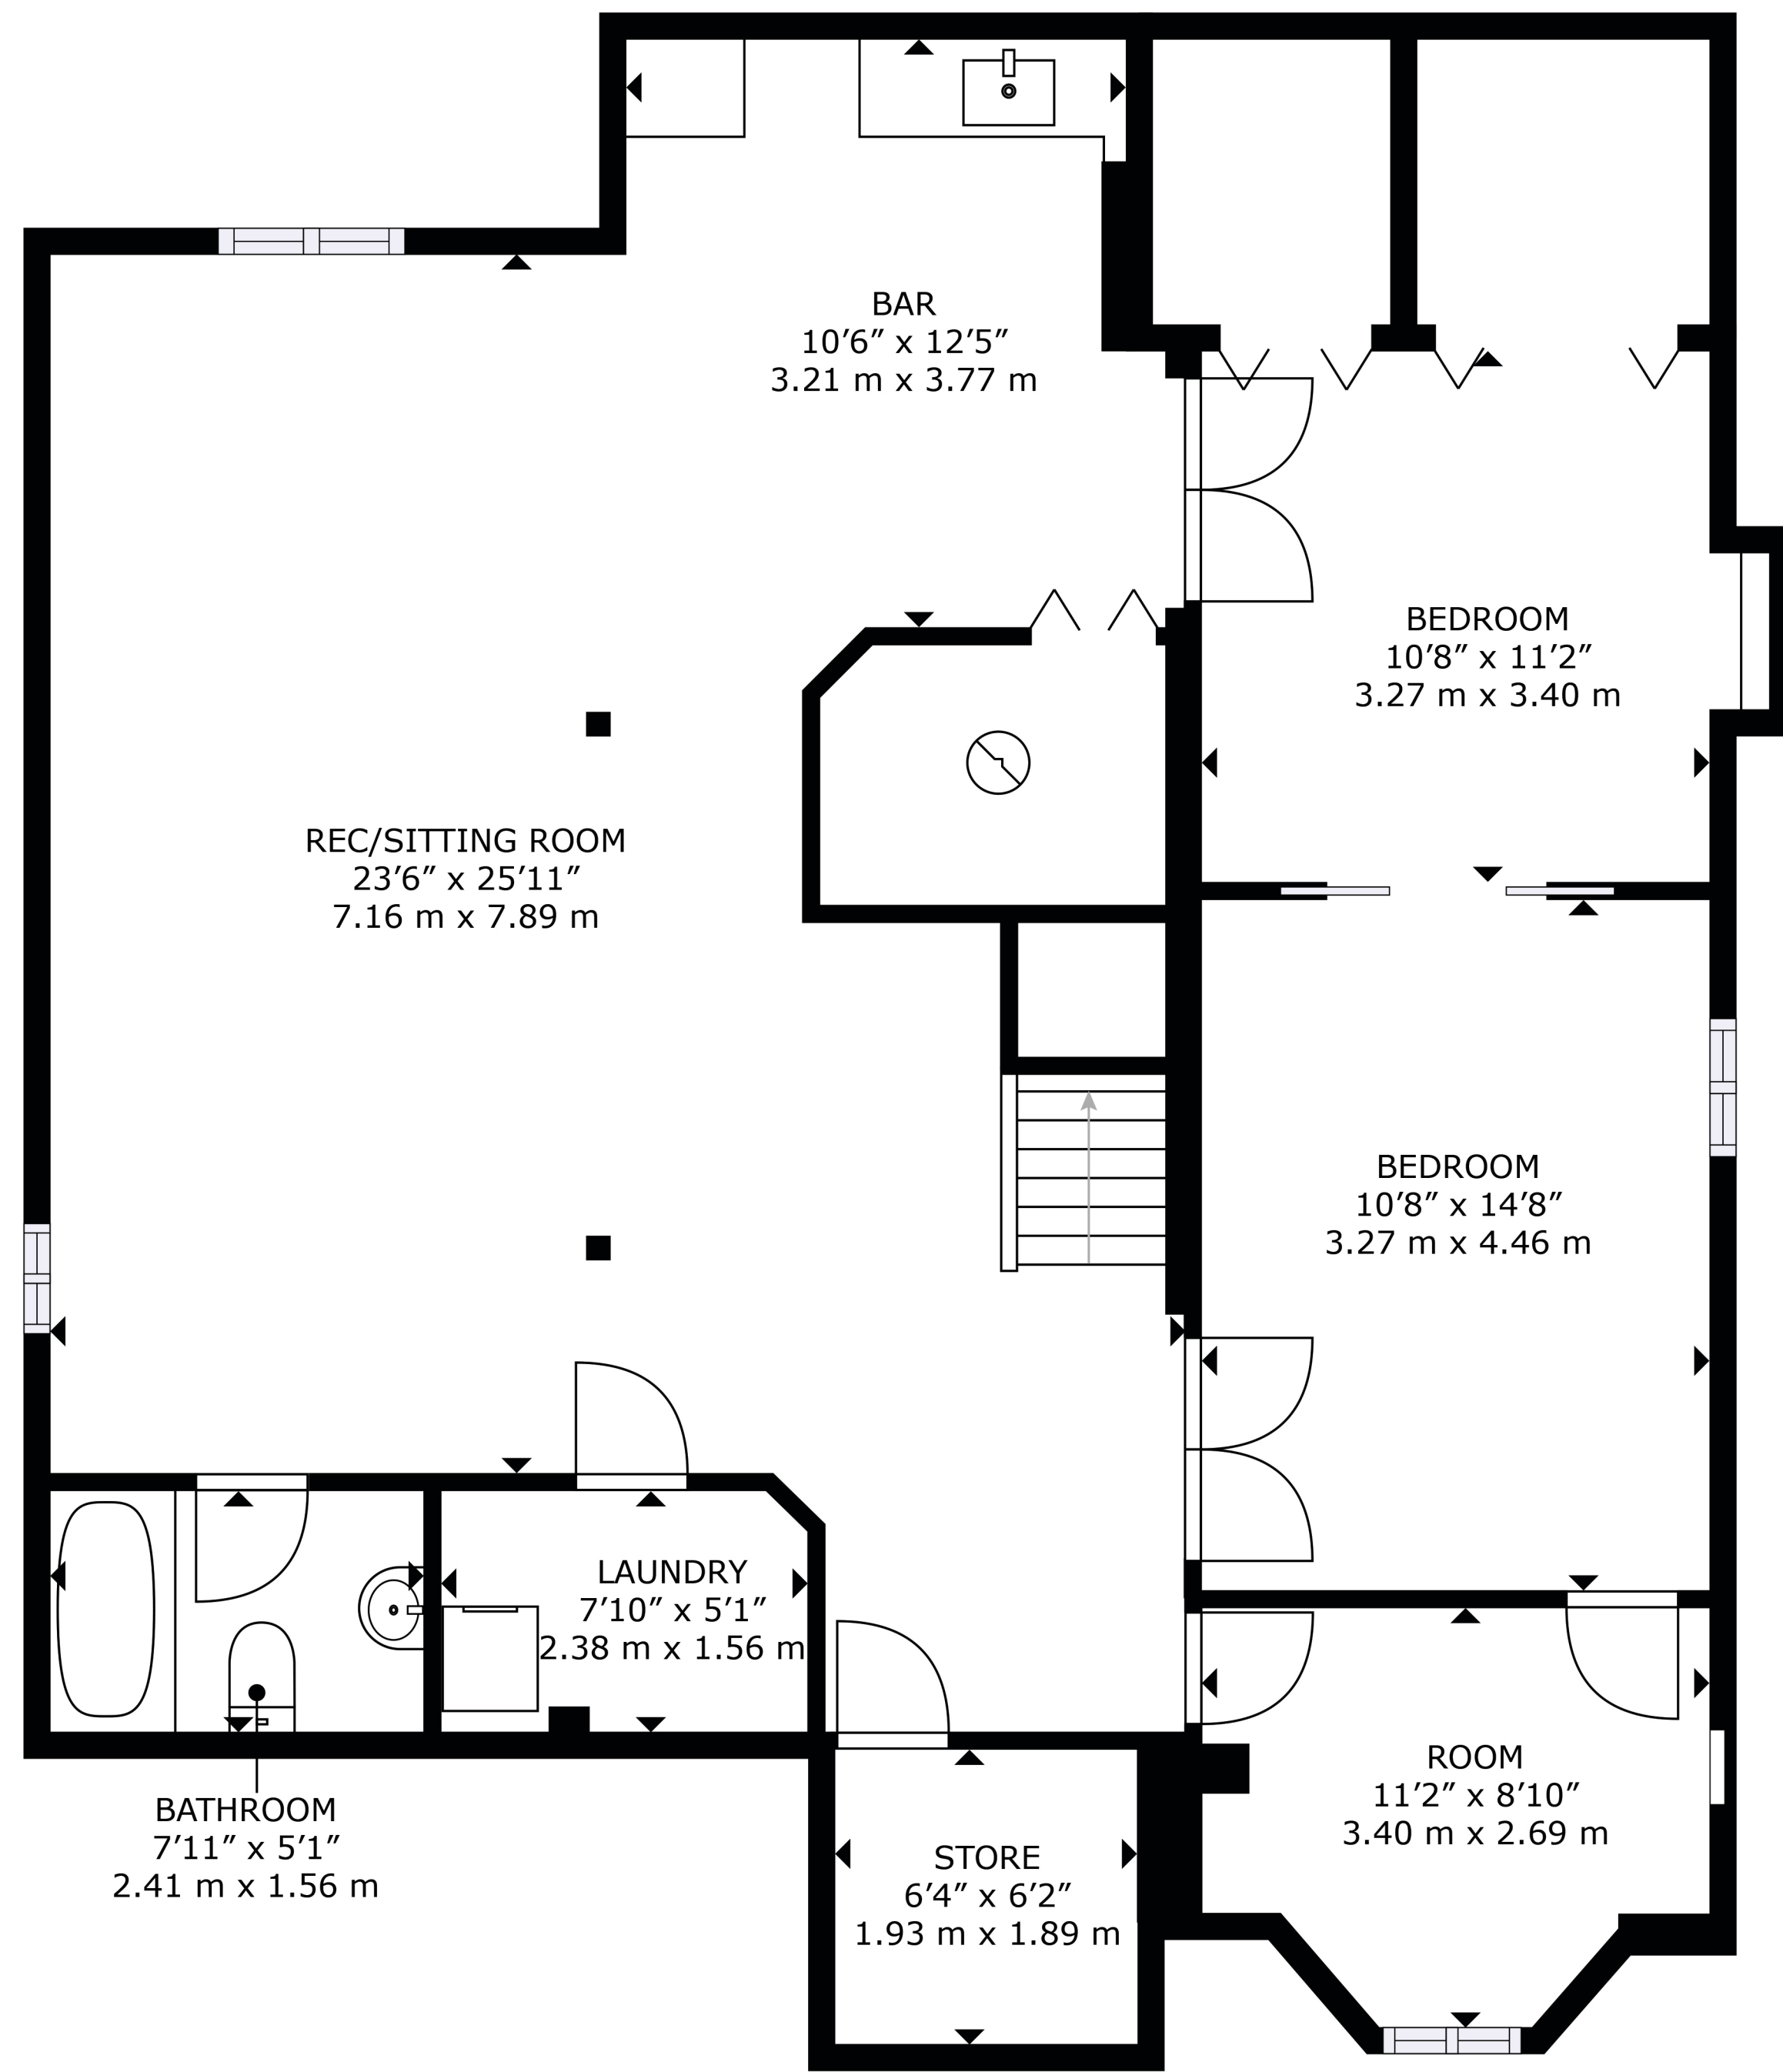 BAR
10′6″ x 12′5″
3.21 m x 3.77 m
BEDROOM
10′8″ x 11′2″
3.27 m x 3.40 m
REC/SITTING ROOM
23′6″ x 25′11″
7.16 m x 7.89 m
BEDROOM
10′8″ x 14′8″
3.27 m x 4.46 m
LAUNDRY
7′10″ x 5′1″
2.38 m x 1.56 m
ROOM
11′2″ x 8′10″
3.40 m x 2.69 m
BATHROOM
7′11″ x 5′1″
2.41 m x 1.56 m
STORE
6′4″ x 6′2″
1.93 m x 1.89 m